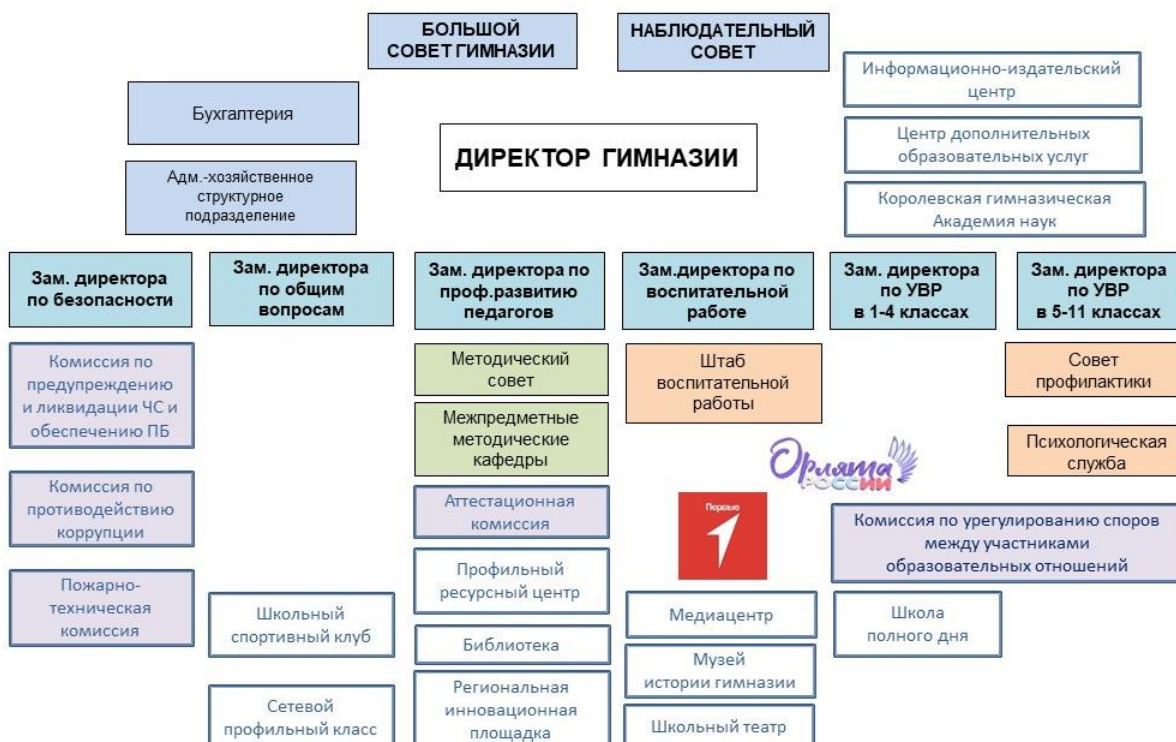 БОЛЬШОЙ
СОВЕТ ГИМНАЗИИ
НАБЛЮДАТЕЛЬНЫЙ
СОВЕТ
Информационно-издательский
центр
Бухгалтерия
Центр дополнительных
образовательных услуг
ДИРЕКТОР ГИМНАЗИИ
Адм.-хозяйственное
структурное
подразделение
Королевская гимназическая
Академия наук
Зам. директора
по безопасности
Зам. директора
по общим
вопросам
Зам. директора по
проф.развитию
педагогов
Зам.директора по
воспитательной
работе
Зам. директора
по УВР
в 1-4 классах
Зам. директора
по УВР
в 5-11 классах
Комиссия по
предупреждению
и ликвидации ЧС и
обеспечению ПБ
Комиссия по
противодействию
коррупции
Пожарно-
техническая
комиссия
Школьный
спортивный клуб
Сетевой
профильный класс
Методический
совет
Межпредметные
методические
кафедры
Аттестационная
комиссия
Профильный
ресурсный центр
Библиотека
Региональная
инновационная
площадка
Штаб
воспитательной
работы
Орлята
РОССИИ
Первые
Медиацентр
Музей
истории гимназии
Школьный театр
Совет
профилактики
Психологическая
служба
Комиссия по урегулированию споров
между участниками
образовательных отношений
Школа
полного дня